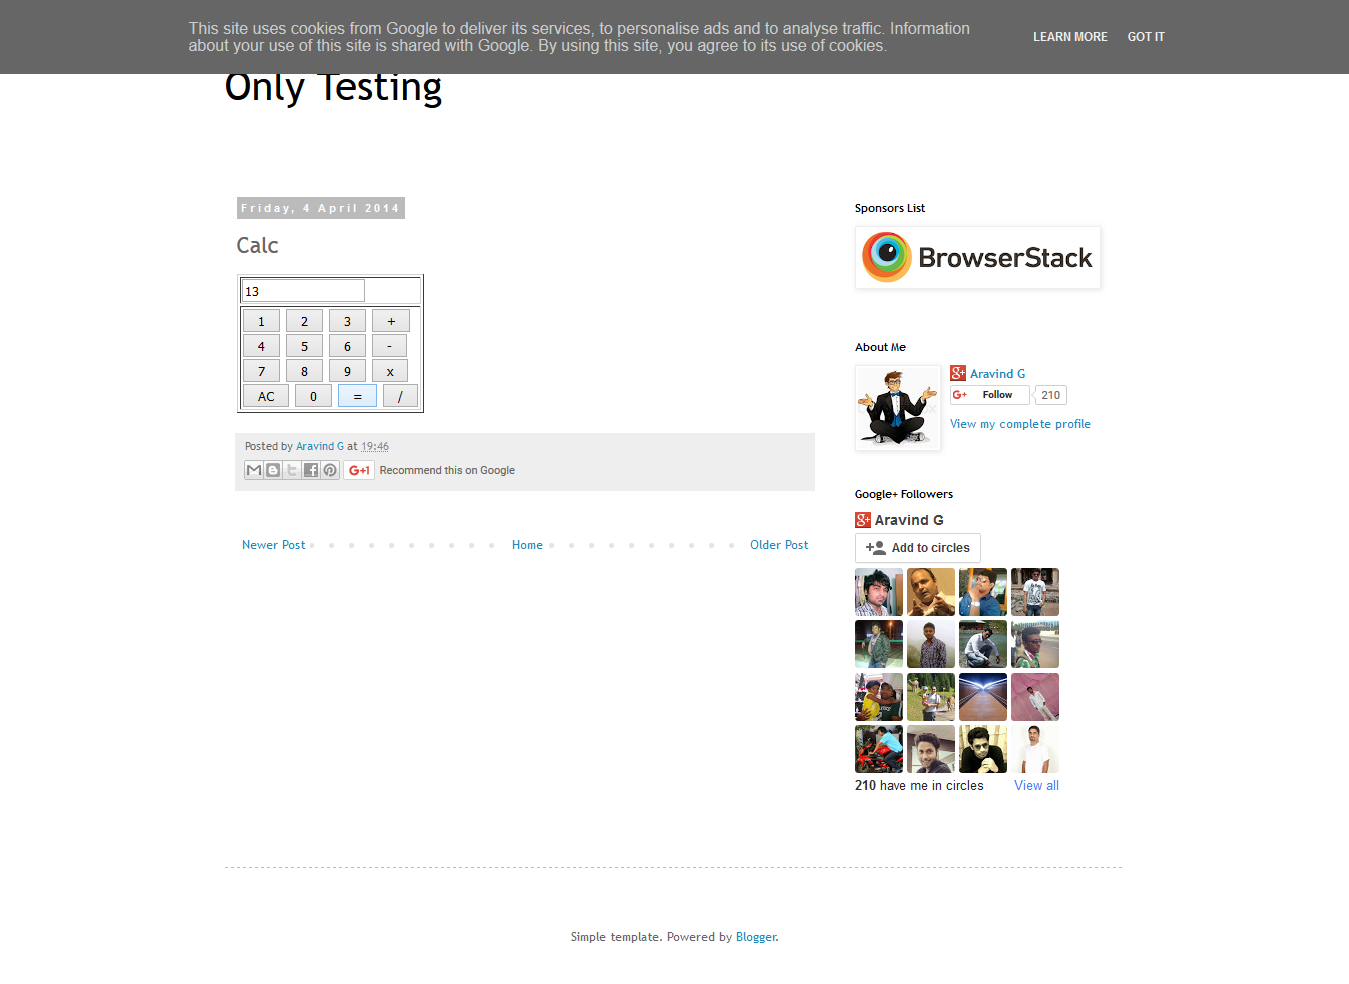 This site uses cookies from Google to deliver its services, to personalise ads and to analyse traffic. Information
about your use of this site is shared with Google. By using this site, you agree to its use of cookies.
LEARN MORE GOT IT
Only Testing
Friday, 4 April 2014
Calc
13
1 2 3 +
4 5 6 -
7 8 9 x
AC 0 = /
Posted by Aravind G at 19:46
G+1 Recommend this on Google
Newer Post Home Older Post
Sponsors List
BrowserStack
About Me
Aravind G
Follow 210
View my complete profile
Google+ Followers
Aravind G
Add to circles
210 have me in circles View all
Simple template. Powered by Blogger.